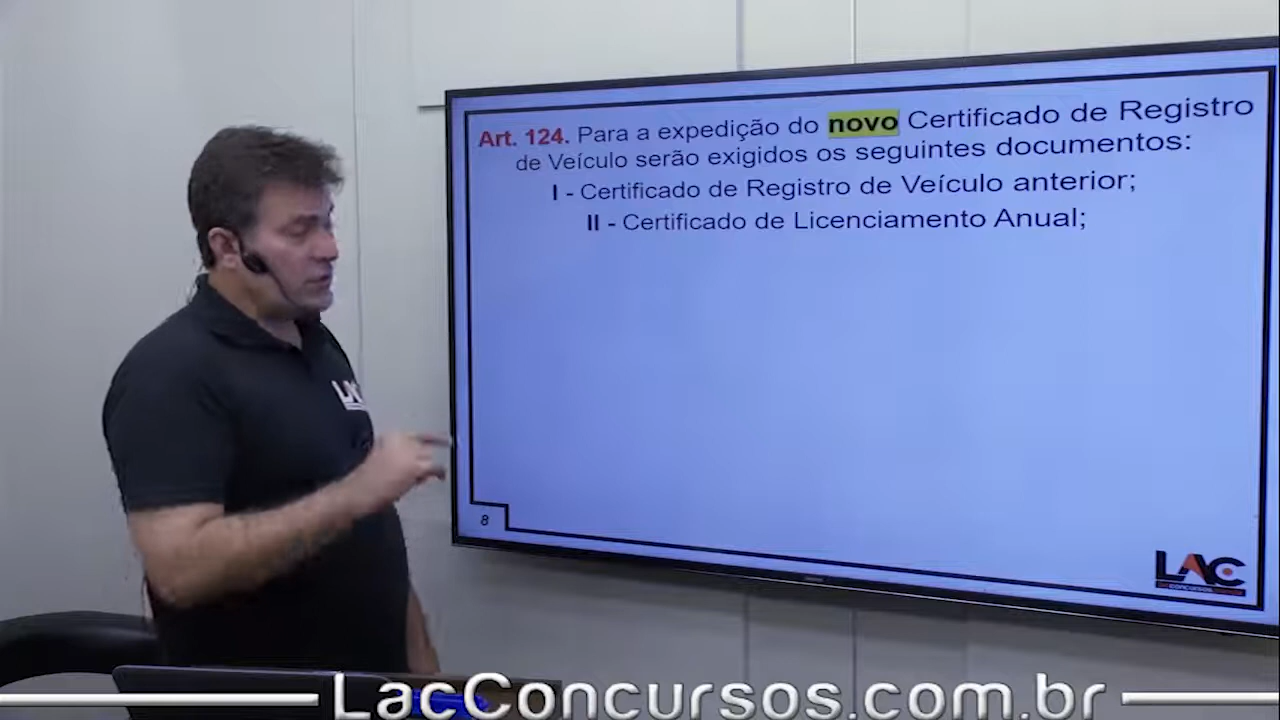 Art. 124. Para a expedição do novo Certificado de Registro
de Veículo serão exigidos os seguintes documentos:
I - Certificado de Registro de Veículo anterior;
II - Certificado de Licenciamento Anual;
LAC
8
LAC
LacConcursos.com.br